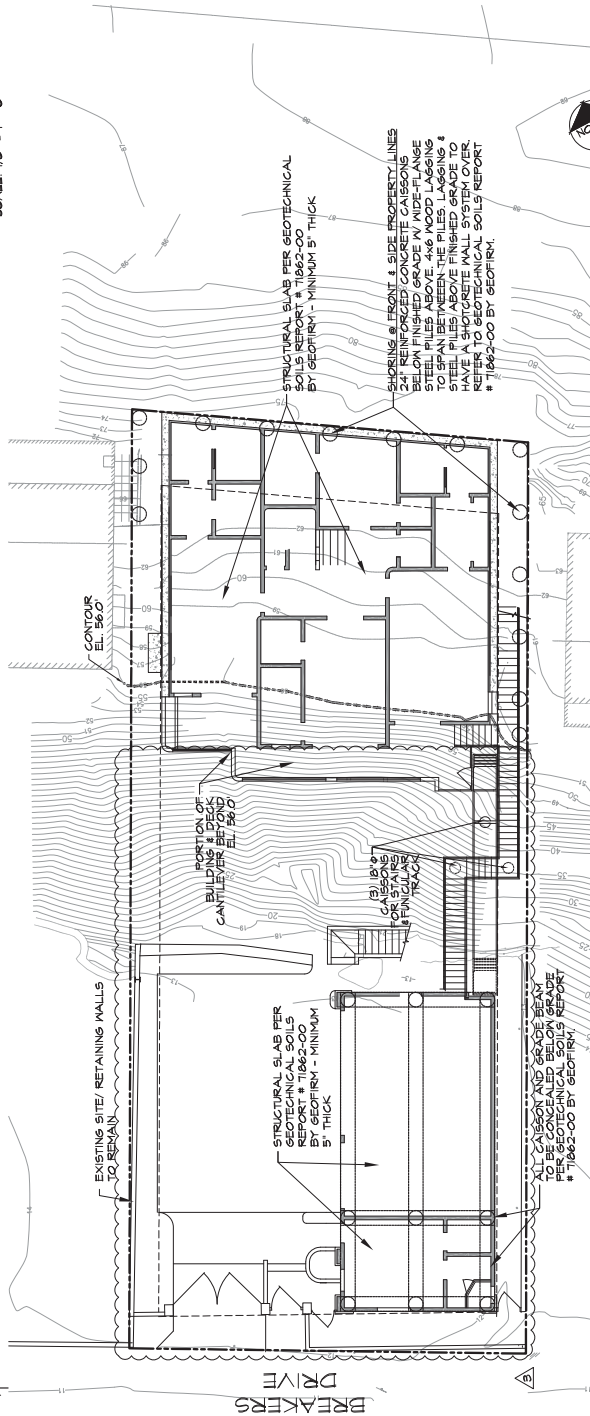 STRUCTURAL SLAB PER GEOTECHNICAL
SOILS REPORT # 71862-00
BY GEOFIRM - MINIMUM 5" THICK
SHORING @ FRONT & SIDE PROPERTY LINES
24" REINFORCED CONCRETE CAISSONS
BELOW FINISHED GRADE W/ WIDE-FLANGE
STEEL PILES ABOVE. 4x6 WOOD LAGGING
TO SPAN BETWEEEN THE PILES. LAGGING &
STEEL PILES ABOVE FINISHED GRADE TO
HAVE A SHOTCRETE WALL SYSTEM OVER.
REFER TO GEOTECHNICAL SOILS REPORT
# 71862-00 BY GEOFIRM.
CONTOUR
EL. 56.0'
PORTION OF
BUILDING & DECK
CANTILEVER BEYOND
EL. 56.0'
(3) 18"Φ
CAISSONS
FOR STAIRS
& FUNICULAR
TRACK
EXISTING SITE/ RETAINING WALLS
TO REMAIN
STRUCTURAL SLAB PER
GEOTECHNICAL SOILS
REPORT # 71862-00
BY GEOFIRM - MINIMUM
5" THICK
ALL CAISSON AND GRADE BEAM
TO BE CONCEALED BELOW GRADE
PER GEOTECHNICAL SOILS REPORT
# 71862-00 BY GEOFIRM.
BREAKERS
DRIVE
3